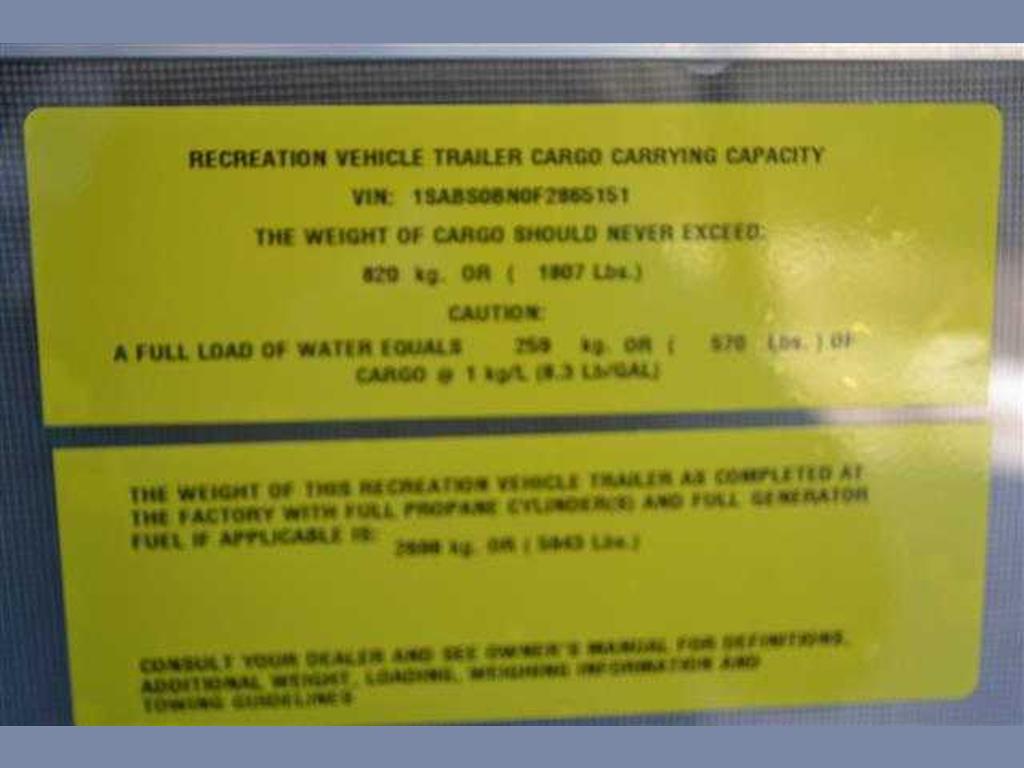 RECREATION VEHICLE TRAILER CARGO CARRYING CAPACITY
VIN: 1SABS0BN0F2865151
THE WEIGHT OF CARGO SHOULD NEVER EXCEED:
820 kg. OR ( 1807 Lbs.)
CAUTION:
A FULL LOAD OF WATER EQUALS 259 kg. OR ( 570 Lbs. ) OF
CARGO @ 1 kg/L (8.3 Lb/GAL)
THE WEIGHT OF THIS RECREATION VEHICLE TRAILER AS COMPLETED AT
THE FACTORY WITH FULL PROPANE CYLINDER(S) AND FULL GENERATOR
FUEL IF APPLICABLE IS:
kg. OR ( Lbs.)
CONSULT YOUR DEALER AND SEE OWNER'S MANUAL FOR DEFINITIONS,
ADDITIONAL WEIGHT, LOADING, WEIGHING INFORMATION AND
TOWING GUIDELINES